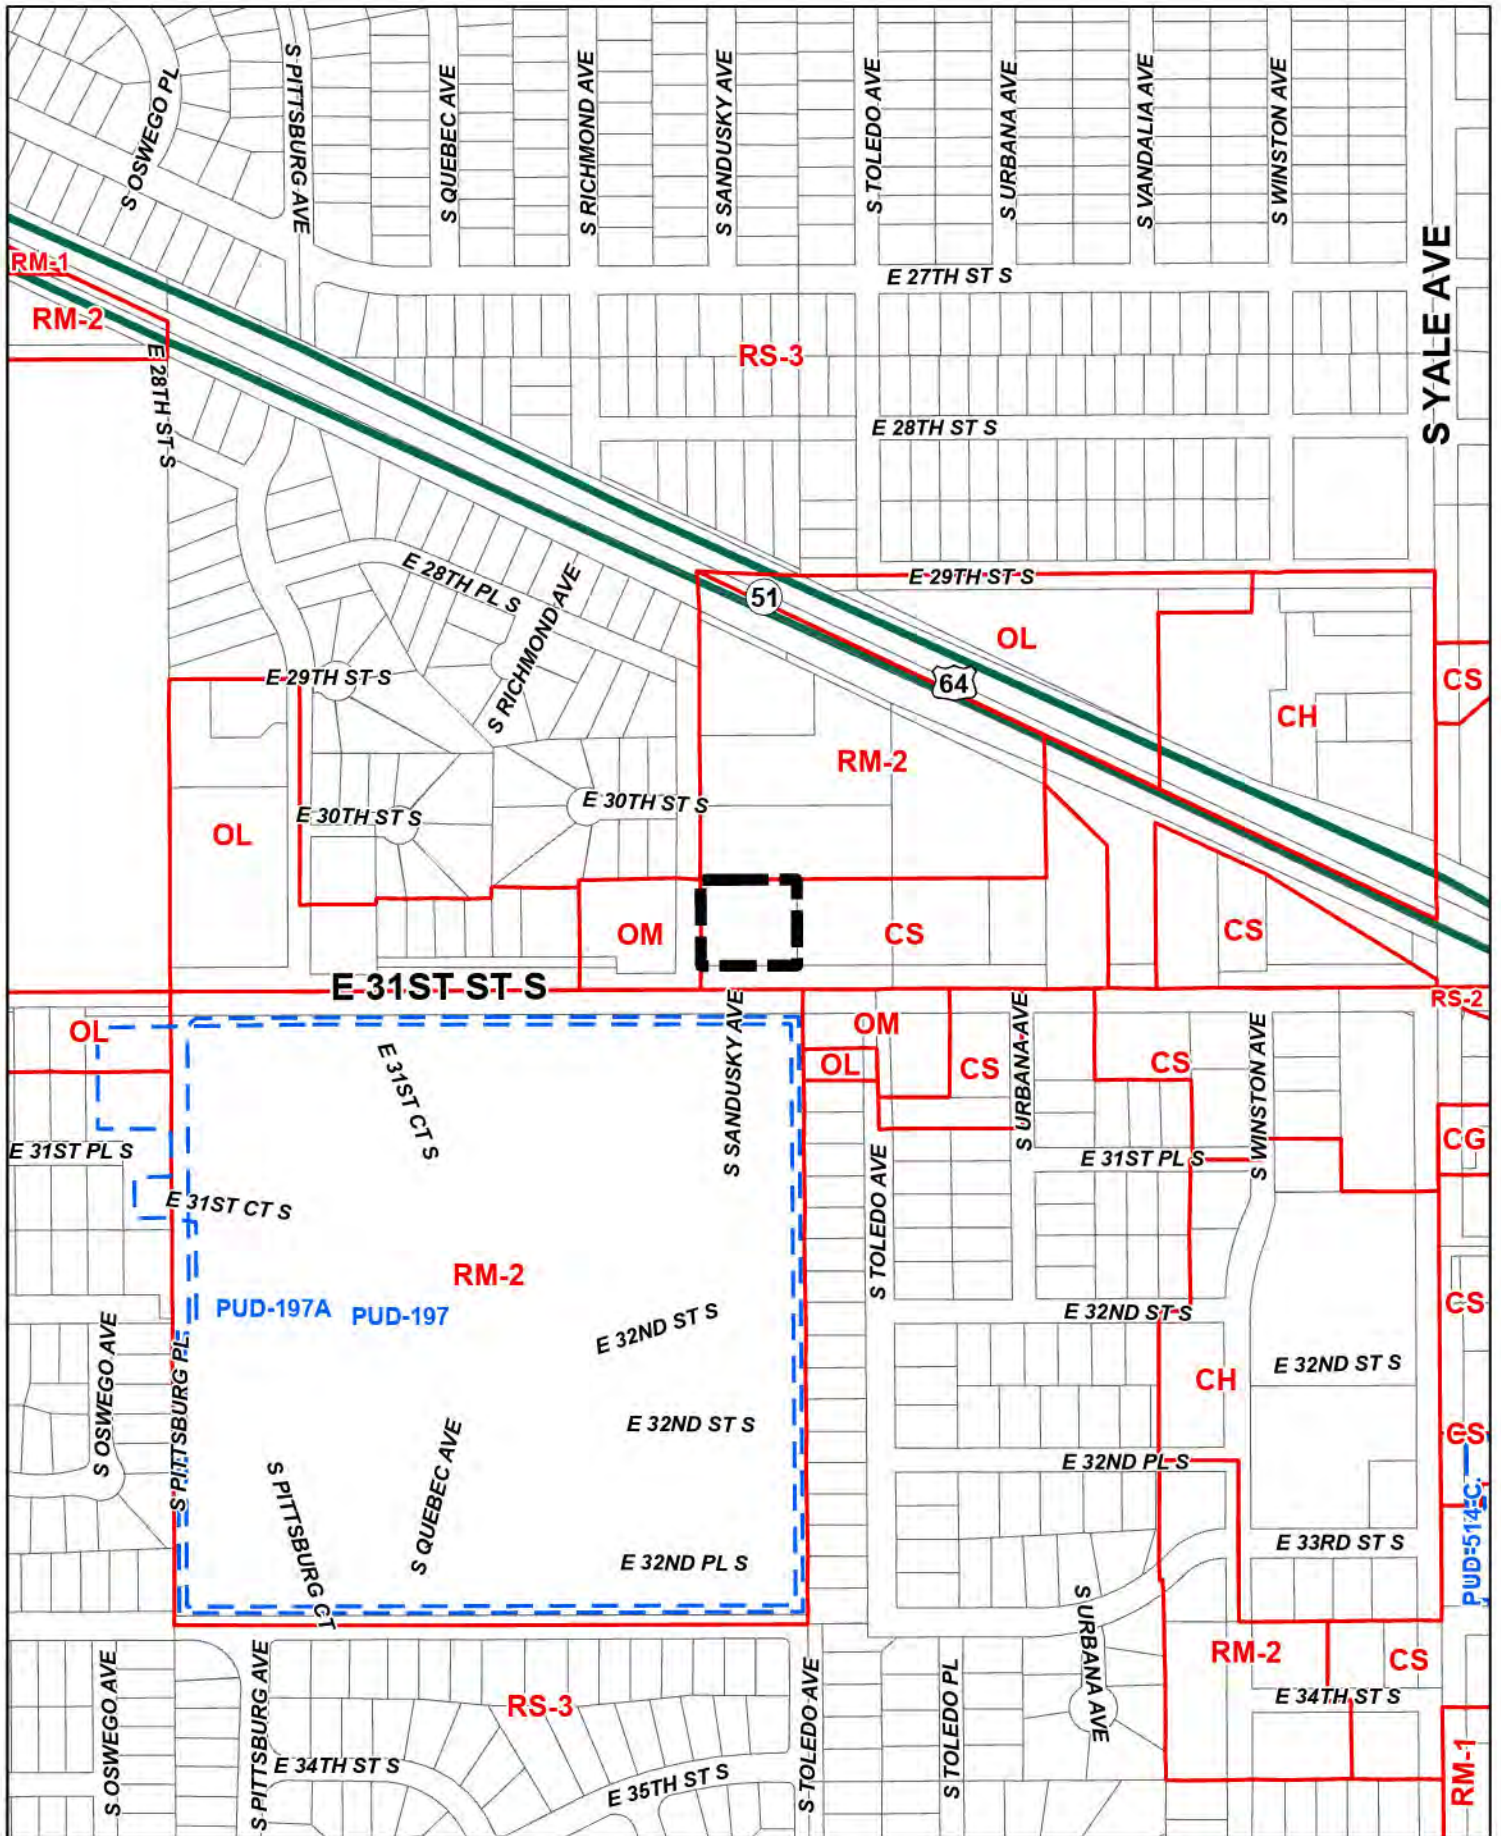 S OSWEGO PL
S PITTSBURG AVE
S QUEBEC AVE
S RICHMOND AVE
S SANDUSKY AVE
S TOLEDO AVE
S URBANA AVE
S VANDALIA AVE
S WINSTON AVE
S YALE AVE
RM-1
E 27TH ST S
RM-2
RS-3
E 28TH ST S
E 28TH ST S
E 28TH PL S
S RICHMOND AVE
E 29TH ST S
51
OL
E 29TH ST S
64
CS
CH
RM-2
E 30TH ST S
E 30TH ST S
OL
OM
CS
CS
E 31ST ST S
RS-2
OL
E 31ST CT S
S SANDUSKY AVE
OM
OL
CS
S URBANA AVE
CS
S WINSTON AVE
CG
E 31ST PL S
E 31ST PL S
E 31ST CT S
S TOLEDO AVE
RM-2
PUD-197A
PUD-197
E 32ND ST S
E 32ND ST S
CS
S OSWEGO AVE
S PITTSBURG PL
CH
E 32ND ST S
E 32ND ST S
CS
S PITTSBURG CT
S QUEBEC AVE
E 32ND PL S
E 32ND PL S
E 33RD ST S
PUD-514-C
S URBANA AVE
S OSWEGO AVE
S PITTSBURG AVE
RS-3
S TOLEDO AVE
S TOLEDO PL
RM-2
CS
E 34TH ST S
E 34TH ST S
E 35TH ST S
RM-1